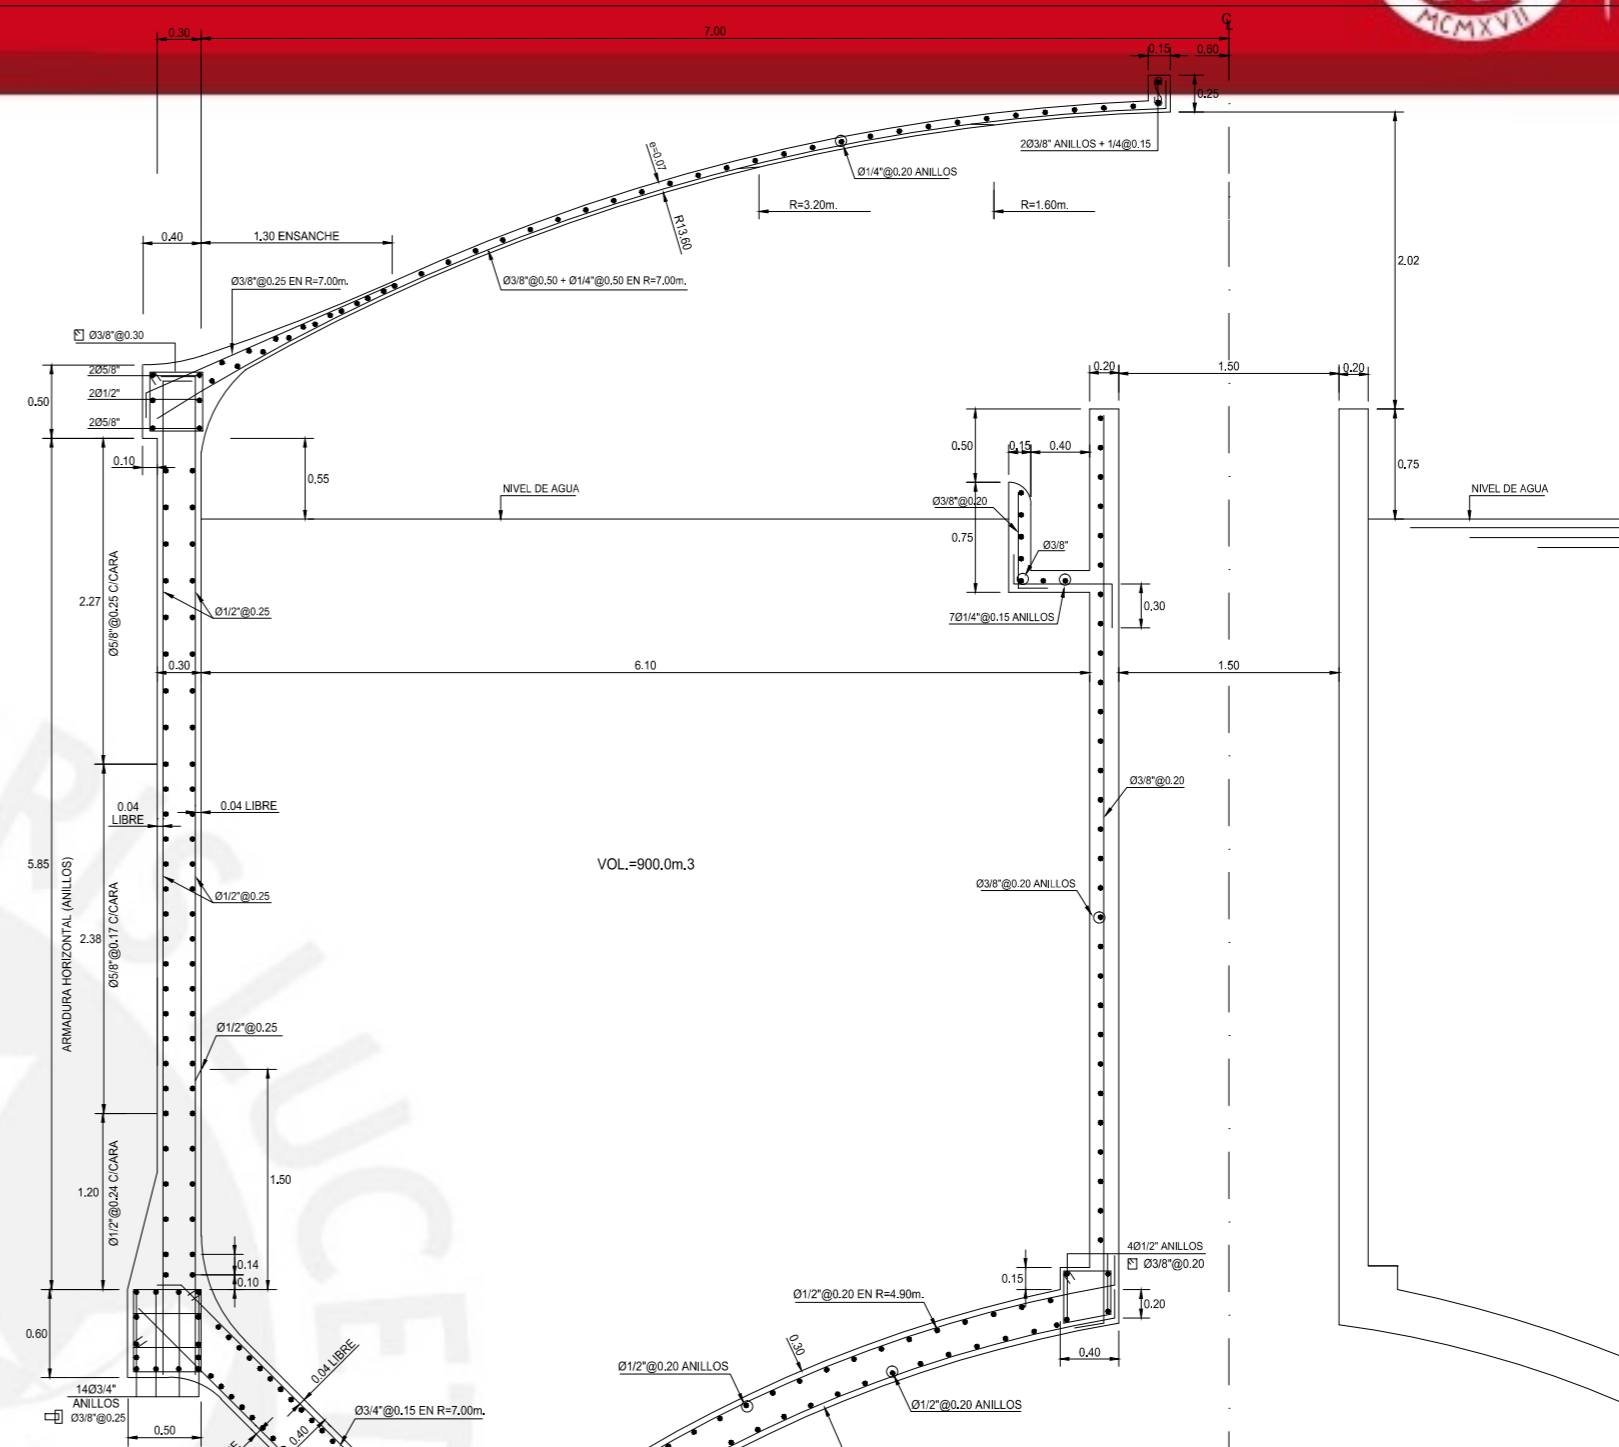 MCMXVII
℄
0.30
7.00
0.15
0.60
0.25
2Ø3/8" ANILLOS + 1/4@0.15
e=0.07
Ø1/4"@0.20 ANILLOS
R=3.20m.
R=1.60m.
R13.60
0.40
1.30 ENSANCHE
2.02
Ø3/8"@0.25 EN R=7.00m.
Ø3/8"@0.50 + Ø1/4"@0.50 EN R=7.00m.
Ø3/8"@0.30
2Ø5/8"
2Ø1/2"
2Ø5/8"
0.50
0.20
1.50
0.20
0.10
0.55
0.50
0.15
0.40
0.75
NIVEL DE AGUA
NIVEL DE AGUA
Ø3/8"@0.20
0.75
Ø3/8"
7Ø1/4"@0.15 ANILLOS
0.30
2.27
Ø5/8"@0.25 C/CARA
Ø1/2"@0.25
0.30
6.10
1.50
Ø3/8"@0.20
0.04
LIBRE
0.04 LIBRE
5.85
ARMADURA HORIZONTAL (ANILLOS)
VOL.=900.0m.3
Ø3/8"@0.20 ANILLOS
Ø1/2"@0.25
2.38
Ø5/8"@0.17 C/CARA
Ø1/2"@0.25
1.50
1.20
Ø1/2"@0.24 C/CARA
0.14
0.10
4Ø1/2" ANILLOS
Ø3/8"@0.20
0.15
0.20
Ø1/2"@0.20 EN R=4.90m.
0.60
0.30
0.40
0.04 LIBRE
Ø1/2"@0.20 ANILLOS
14Ø3/4"
ANILLOS
Ø3/8"@0.25
Ø3/4"@0.15 EN R=7.00m.
Ø1/2"@0.20 ANILLOS
0.50
0.40
RIS LUCET